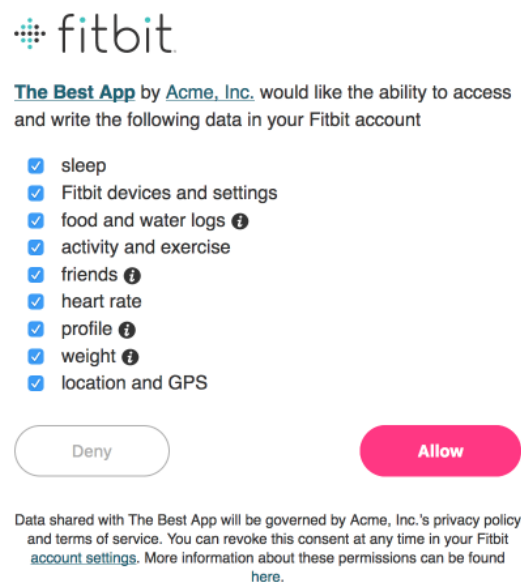 fitbit
The Best App by Acme, Inc. would like the ability to access
and write the following data in your Fitbit account
sleep
Fitbit devices and settings
food and water logs i
activity and exercise
friends i
heart rate
profile i
weight i
location and GPS
Deny
Allow
Data shared with The Best App will be governed by Acme, Inc.'s privacy policy
and terms of service. You can revoke this consent at any time in your Fitbit
account settings. More information about these permissions can be found
here.